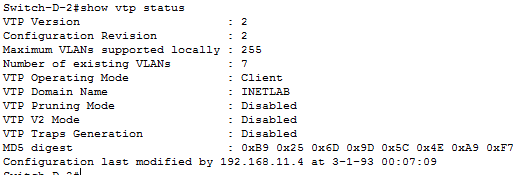 Switch-D-2#show vtp status
VTP Version                     : 2
Configuration Revision          : 2
Maximum VLANs supported locally : 255
Number of existing VLANs        : 7
VTP Operating Mode              : Client
VTP Domain Name                 : INETLAB
VTP Pruning Mode                : Disabled
VTP V2 Mode                     : Disabled
VTP Traps Generation            : Disabled
MD5 digest                      : 0xB9 0x25 0x6D 0x9D 0x5C 0x4E 0xA9 0xF7
Configuration last modified by 192.168.11.4 at 3-1-93 00:07:09
Switch-D-2#